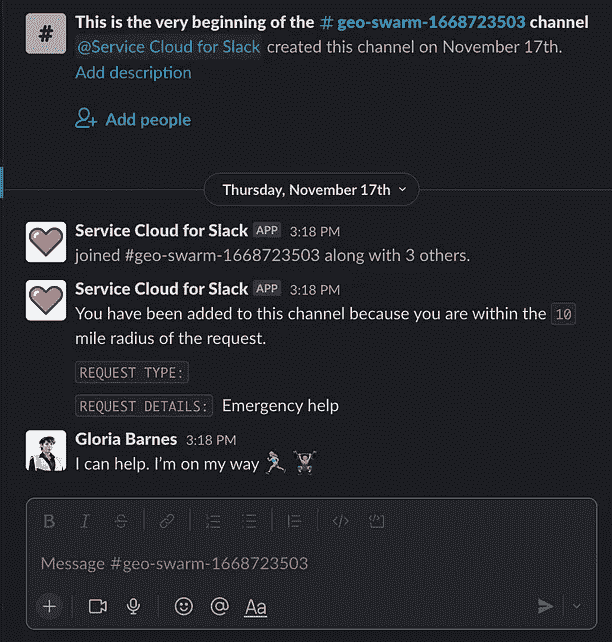 This is the very beginning of the # geo-swarm-1668723503 channel
@Service Cloud for Slack created this channel on November 17th.
Add description
Add people
Thursday, November 17th
Service Cloud for Slack APP 3:18 PM
joined #geo-swarm-1668723503 along with 3 others.
Service Cloud for Slack APP 3:18 PM
You have been added to this channel because you are within the 10
mile radius of the request.
REQUEST TYPE:
REQUEST DETAILS: Emergency help
Gloria Barnes 3:18 PM
I can help. I'm on my way
B I S
Message #geo-swarm-1668723503
Aa